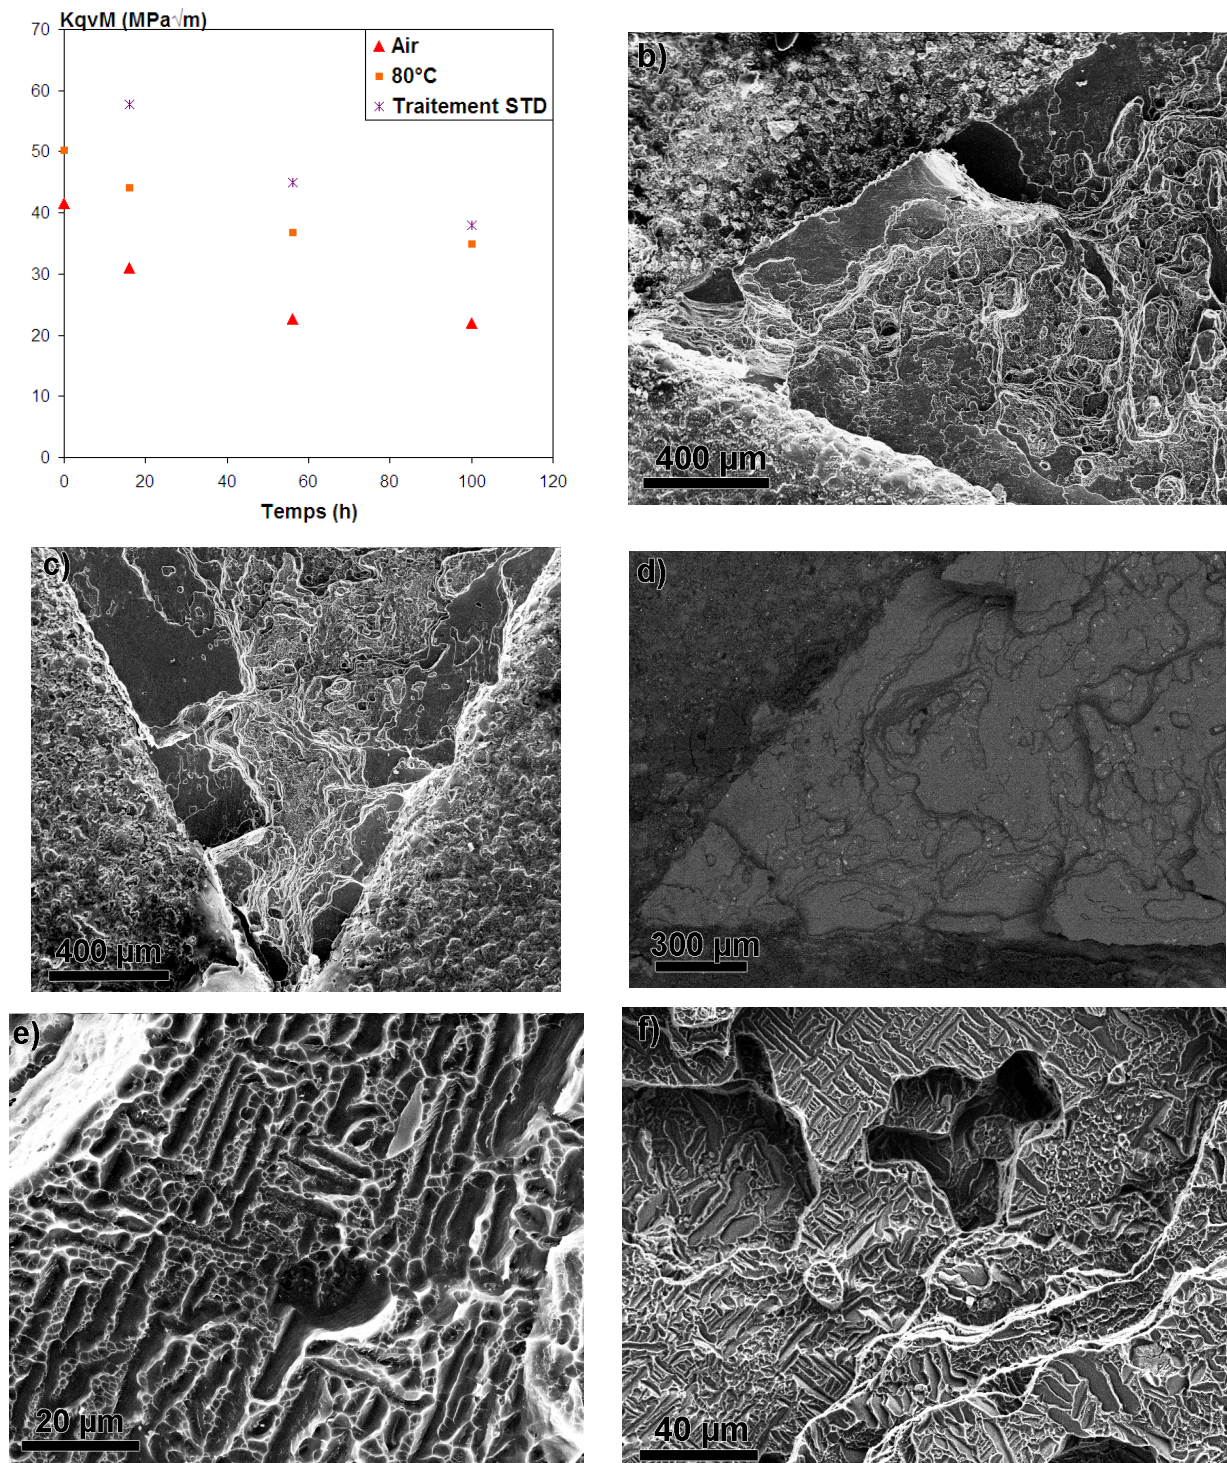 KqvM (MPa√m)
70
60
50
40
30
20
10
0
0 20 40 60 80 100 120
Temps (h)
Air
80°C
Traitement STD
b)
400 µm
c)
400 µm
d)
300 µm
e)
20 µm
f)
40 µm